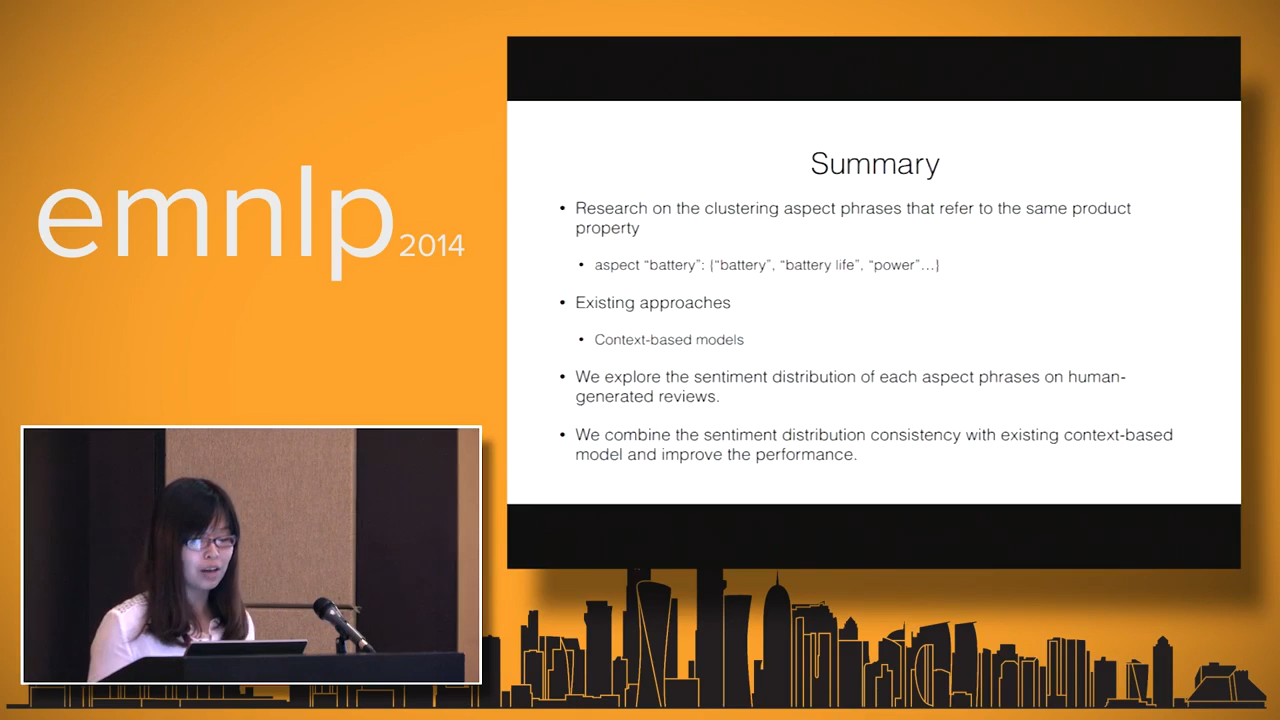 emnlp 2014
Summary
• Research on the clustering aspect phrases that refer to the same product
property
• aspect “battery”: {“battery”, “battery life”, “power”...}
• Existing approaches
• Context-based models
• We explore the sentiment distribution of each aspect phrases on human-
generated reviews.
• We combine the sentiment distribution consistency with existing context-based
model and improve the performance.